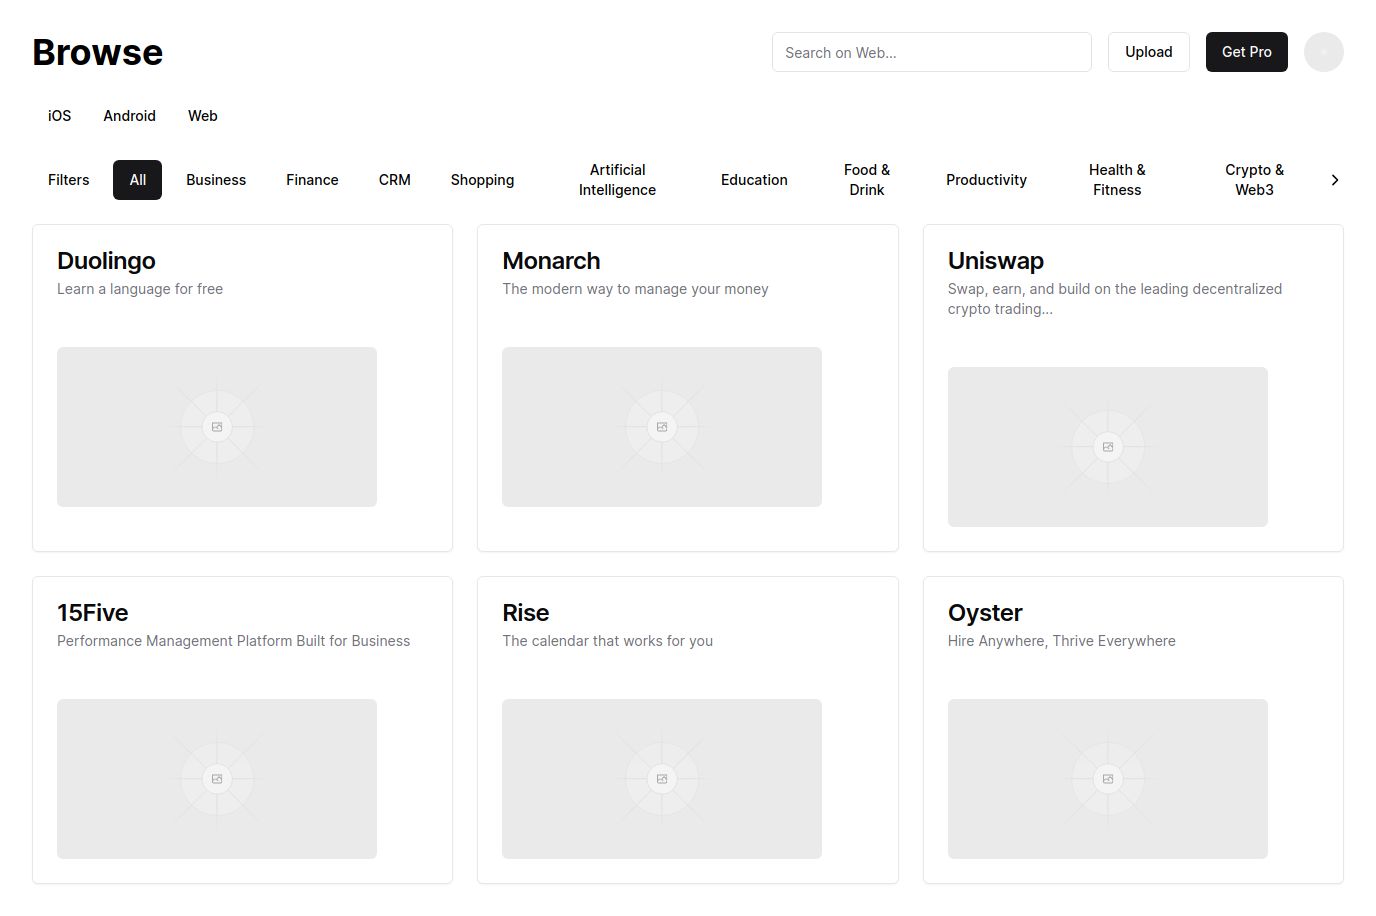 Browse
Search on Web...
Upload
Get Pro
iOS
Android
Web
Filters
All
Business
Finance
CRM
Shopping
Artificial
Intelligence
Education
Food &
Drink
Productivity
Health &
Fitness
Crypto &
Web3
Duolingo
Learn a language for free
Monarch
The modern way to manage your money
Uniswap
Swap, earn, and build on the leading decentralized
crypto trading...
15Five
Performance Management Platform Built for Business
Rise
The calendar that works for you
Oyster
Hire Anywhere, Thrive Everywhere